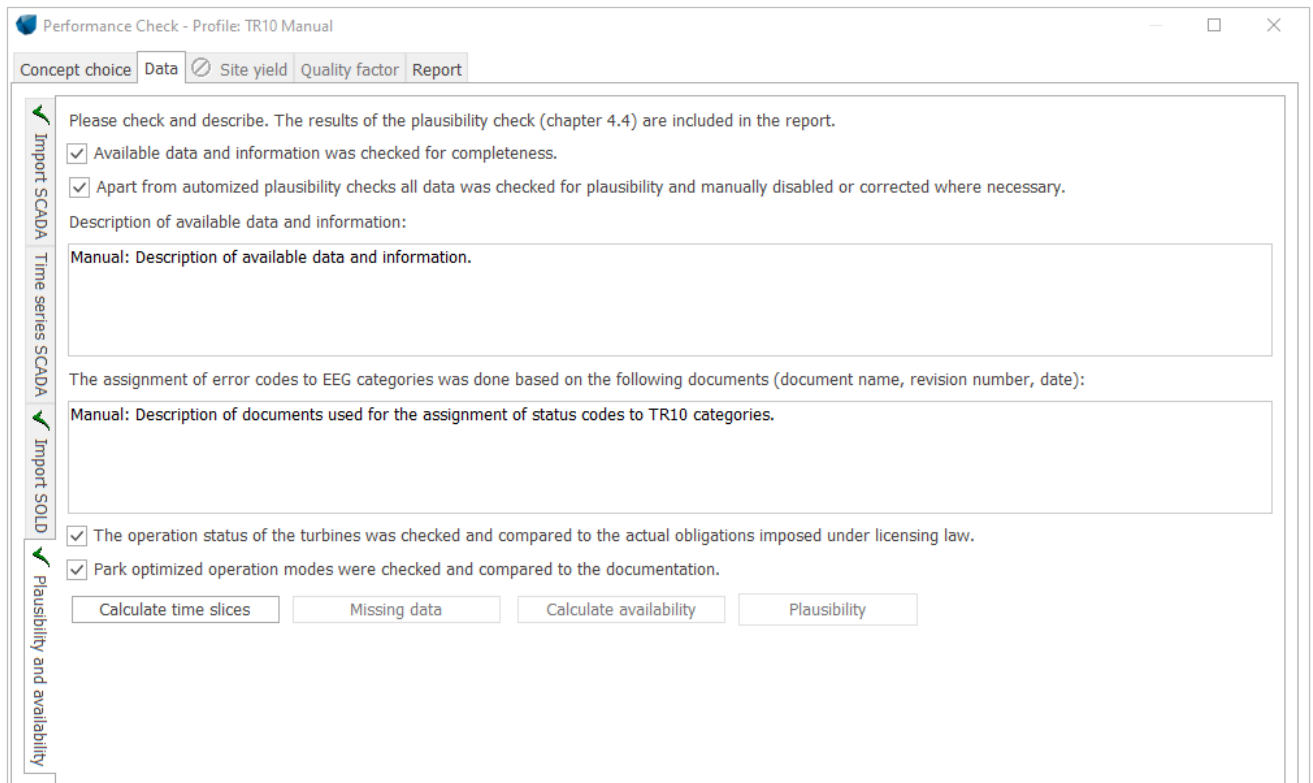 Performance Check - Profile: TR10 Manual
Concept choice
Data
Site yield
Quality factor
Report
Import SCADA
Time series SCADA
Import SOLD
Plausibility and availability
Please check and describe. The results of the plausibility check (chapter 4.4) are included in the report.
Available data and information was checked for completeness.
Apart from automized plausibility checks all data was checked for plausibility and manually disabled or corrected where necessary.
Description of available data and information:
Manual: Description of available data and information.
The assignment of error codes to EEG categories was done based on the following documents (document name, revision number, date):
Manual: Description of documents used for the assignment of status codes to TR10 categories.
The operation status of the turbines was checked and compared to the actual obligations imposed under licensing law.
Park optimized operation modes were checked and compared to the documentation.
Calculate time slices
Missing data
Calculate availability
Plausibility